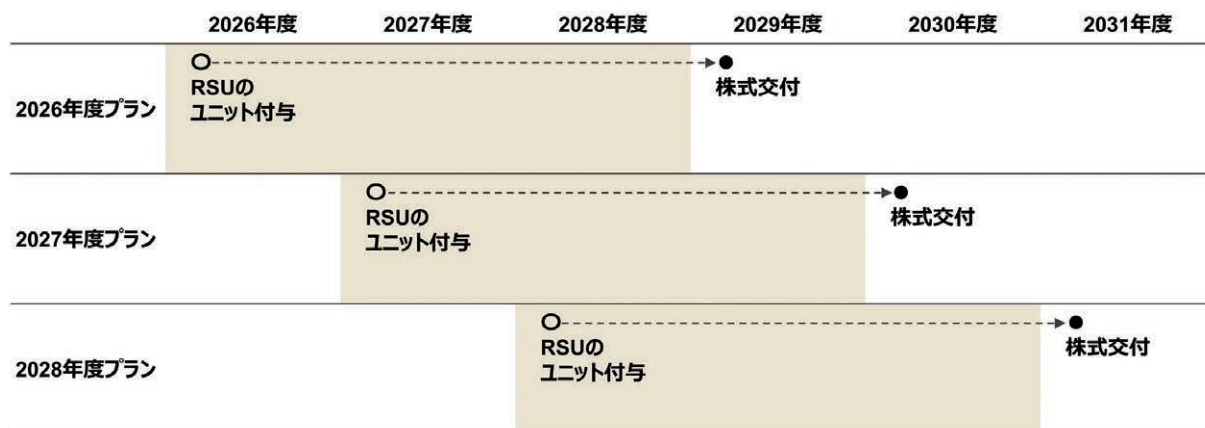 2026年度 2027年度 2028年度 2029年度 2030年度 2031年度
2026年度プラン
RSUの
ユニット付与
株式交付
2027年度プラン
RSUの
ユニット付与
株式交付
2028年度プラン
RSUの
ユニット付与
株式交付